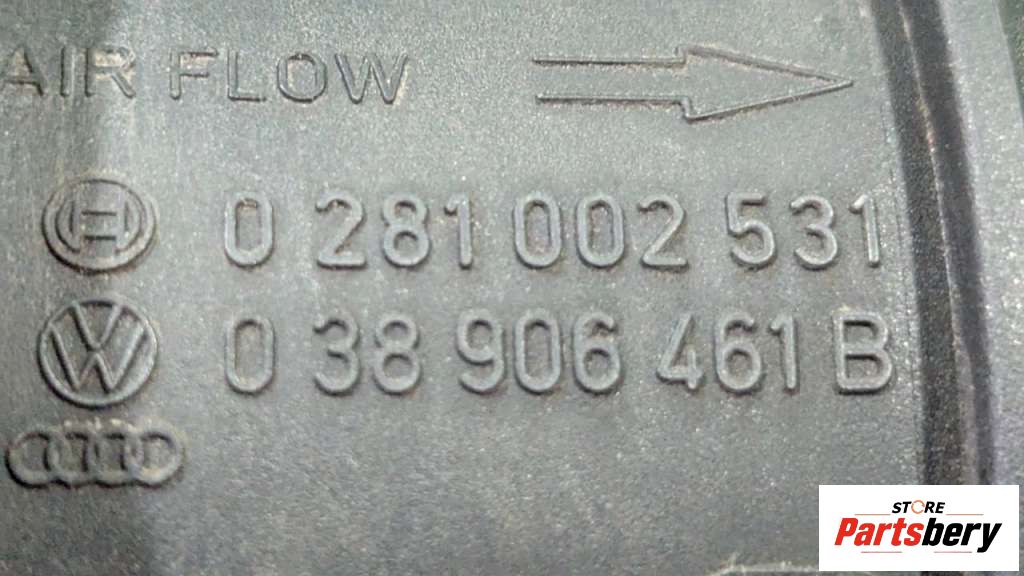 AIR FLOW
0 281 002 531
0 38 906 461 B
STORE
Partsbery